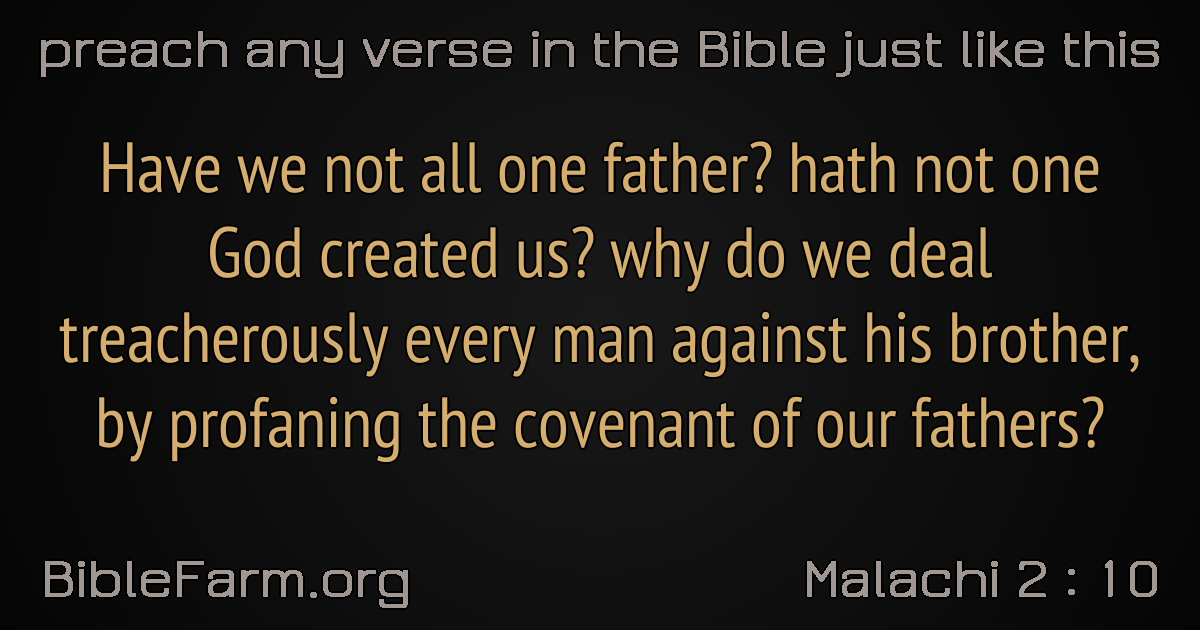 preach any verse in the Bible just like this
Have we not all one father? hath not one
God created us? why do we deal
treacherously every man against his brother,
by profaning the covenant of our fathers?
BibleFarm.org
Malachi 2 : 10